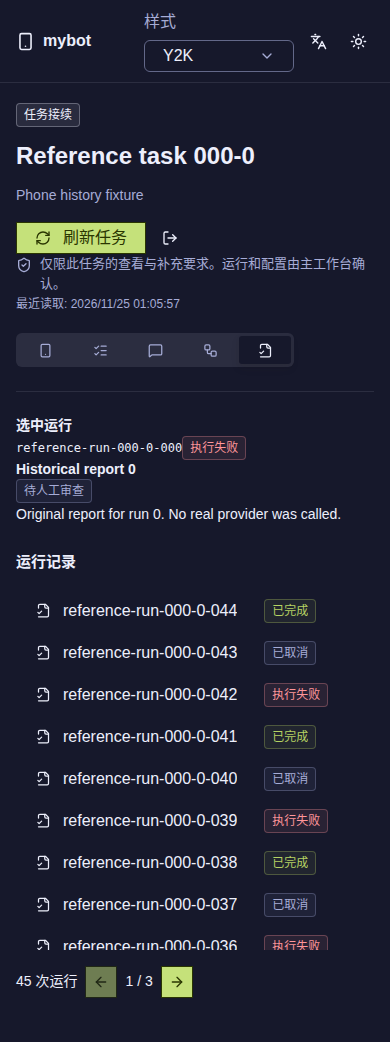 样式
mybot
Y2K
任务接续
Reference task 000-0
Phone history fixture
刷新任务
仅限此任务的查看与补充要求。运行和配置由主工作台确
认。
最近读取: 2026/11/25 01:05:57
选中运行
reference-run-000-0-000 执行失败
Historical report 0
待人工审查
Original report for run 0. No real provider was called.
运行记录
reference-run-000-0-044 已完成
reference-run-000-0-043 已取消
reference-run-000-0-042 执行失败
reference-run-000-0-041 已完成
reference-run-000-0-040 已取消
reference-run-000-0-039 执行失败
reference-run-000-0-038 已完成
reference-run-000-0-037 已取消
reference-run-000-0-036 执行失败
45 次运行 1 / 3